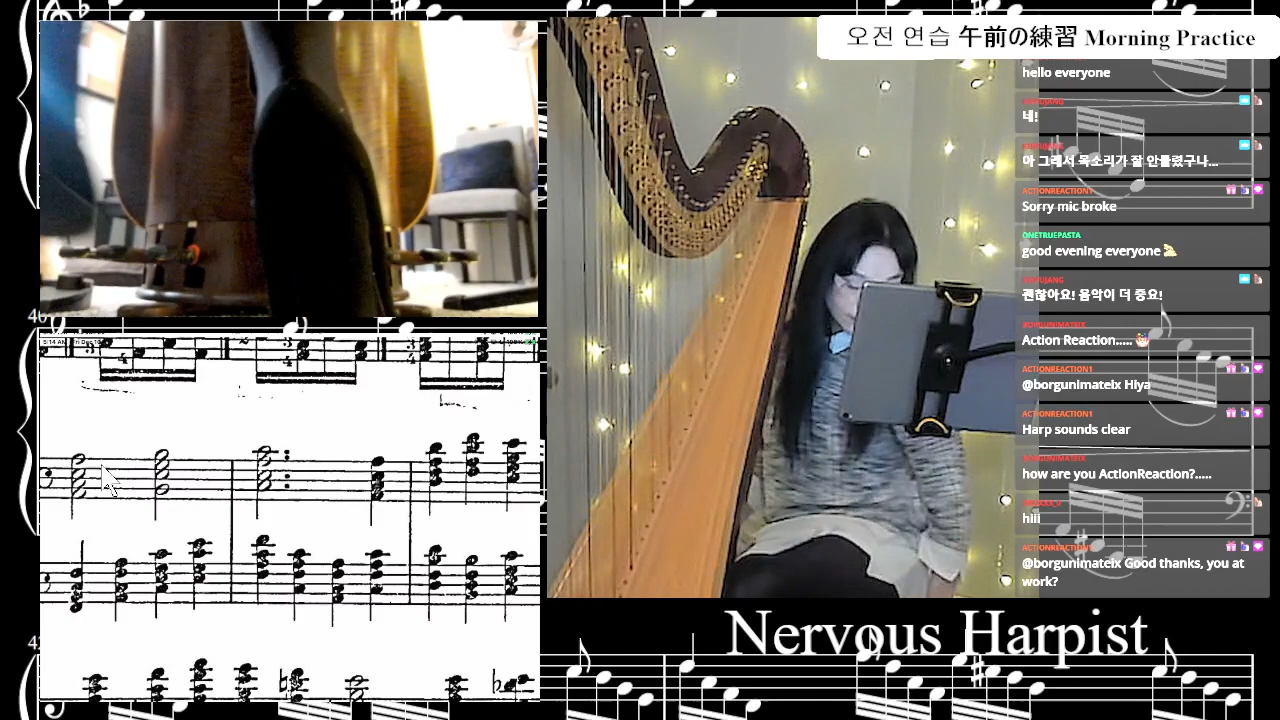 오전 연습 午前の練習 Morning Practice
hello everyone
네!
아 그래서 목소리가 잘 안들렸구나...
ACTIONREACTION1
Sorry mic broke
ONETRUEPASTA
good evening everyone
괜찮아요! 음악이 더 중요!
BORGUNIMATEIX
Action Reaction.....
ACTIONREACTION1
@borgunimateix Hiya
ACTIONREACTION1
Harp sounds clear
BORGUNIMATEIX
how are you ActionReaction?.....
hiii
ACTIONREACTION1
@borgunimateix Good thanks, you at
work?
Nervous Harpist